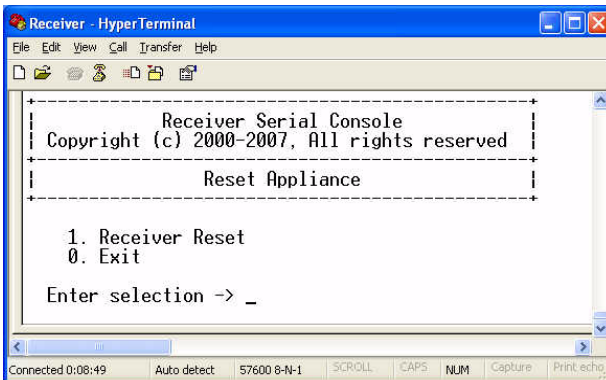 Receiver - HyperTerminal
File Edit View Call Transfer Help
Receiver Serial Console
Copyright (c) 2000-2007, All rights reserved
Reset Appliance
1. Receiver Reset
0. Exit
Enter selection -> _
Connected 0:08:49 Auto detect 57600 8-N-1 SCROLL CAPS NUM Capture Print echo